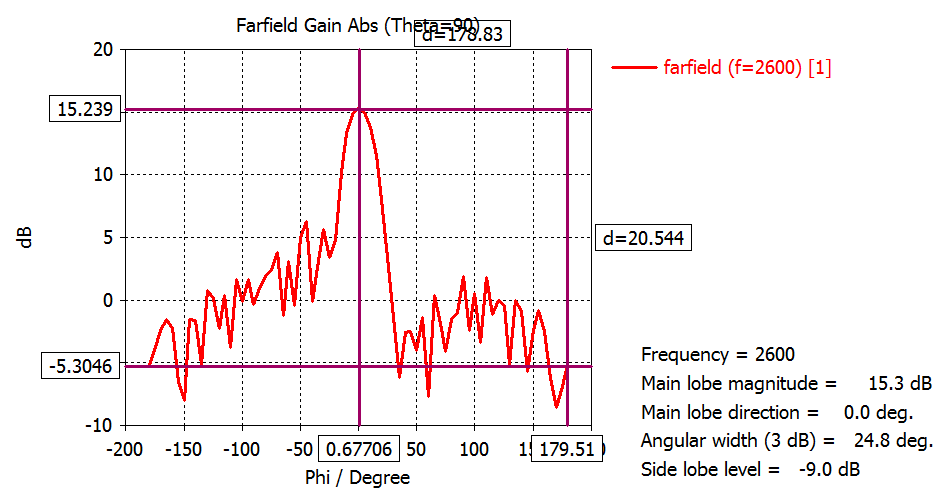 Farfield Gain Abs (Theta=90)
d=178.83
20
farfield (f=2600) [1]
15.239
10
dB
5
d=20.544
0
Frequency = 2600
-5.3046
Main lobe magnitude = 15.3 dB
Main lobe direction = 0.0 deg.
-10
Angular width (3 dB) = 24.8 deg.
-200 -150 -100 -50 0.67706 50 100 179.51
Side lobe level = -9.0 dB
Phi / Degree